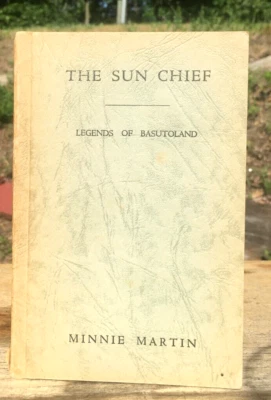 THE SUN CHIEF
LEGENDS OF BASUTOLAND
MINNIE MARTIN